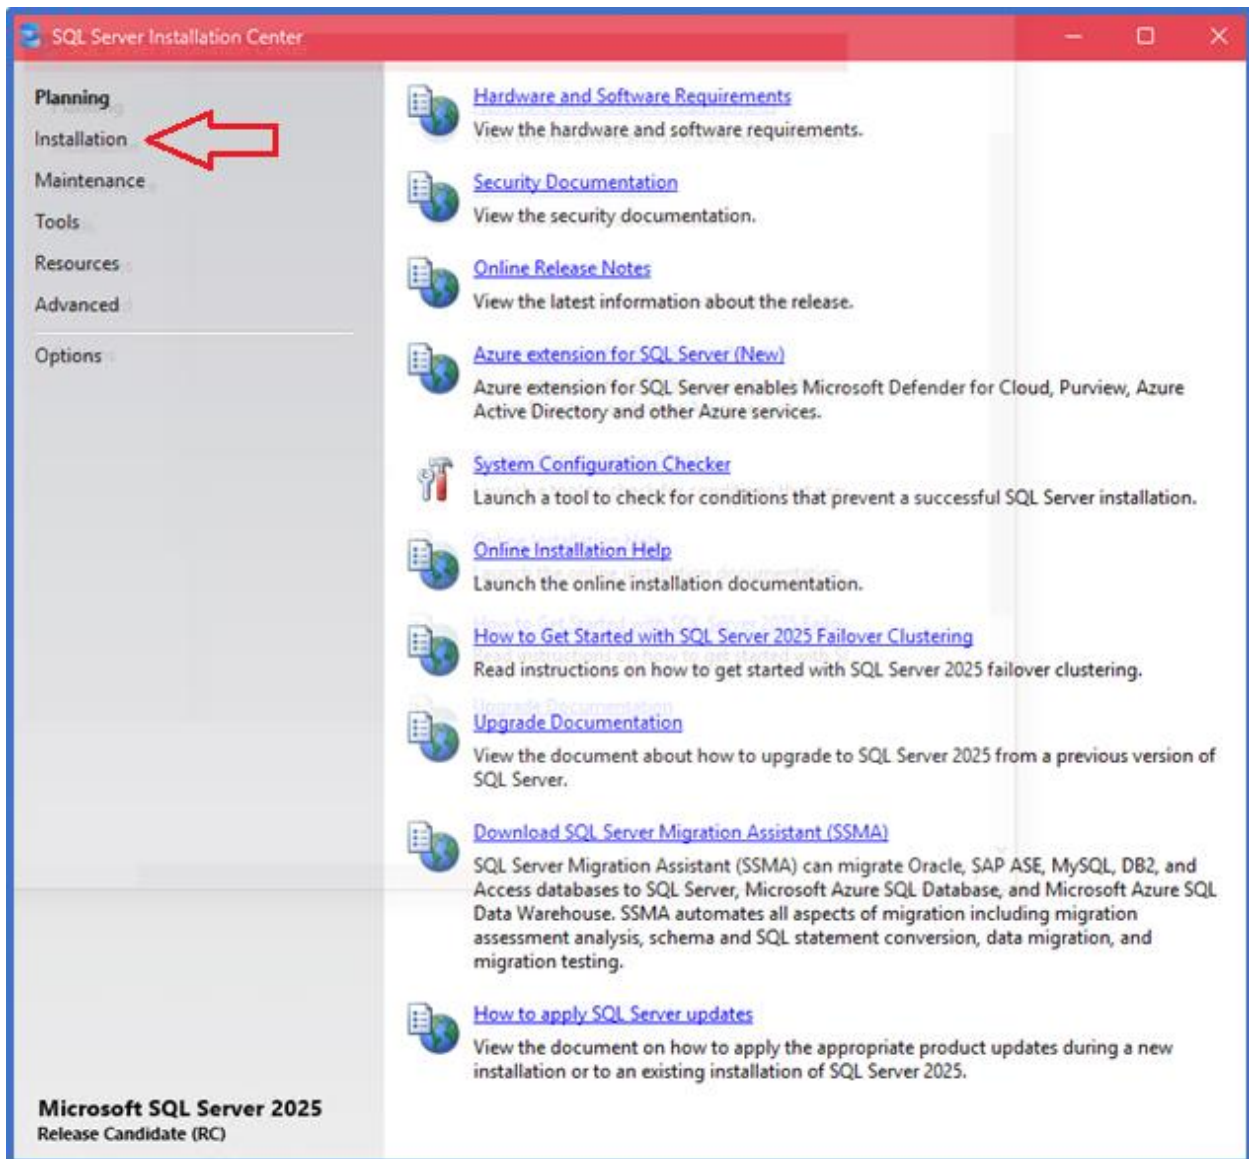 SQL Server Installation Center
Planning
Installation
Maintenance
Tools
Resources
Advanced
Options
Microsoft SQL Server 2025
Release Candidate (RC)
Hardware and Software Requirements
View the hardware and software requirements.
Security Documentation
View the security documentation.
Online Release Notes
View the latest information about the release.
Azure extension for SQL Server (New)
Azure extension for SQL Server enables Microsoft Defender for Cloud, Purview, Azure
Active Directory and other Azure services.
System Configuration Checker
Launch a tool to check for conditions that prevent a successful SQL Server installation.
Online Installation Help
Launch the online installation documentation.
How to Get Started with SQL Server 2025 Failover Clustering
Read instructions on how to get started with SQL Server 2025 failover clustering.
Upgrade Documentation
View the document about how to upgrade to SQL Server 2025 from a previous version of
SQL Server.
Download SQL Server Migration Assistant (SSMA)
SQL Server Migration Assistant (SSMA) can migrate Oracle, SAP ASE, MySQL, DB2, and
Access databases to SQL Server, Microsoft Azure SQL Database, and Microsoft Azure SQL
Data Warehouse. SSMA automates all aspects of migration including migration
assessment analysis, schema and SQL statement conversion, data migration, and
migration testing.
How to apply SQL Server updates
View the document on how to apply the appropriate product updates during a new
installation or to an existing installation of SQL Server 2025.